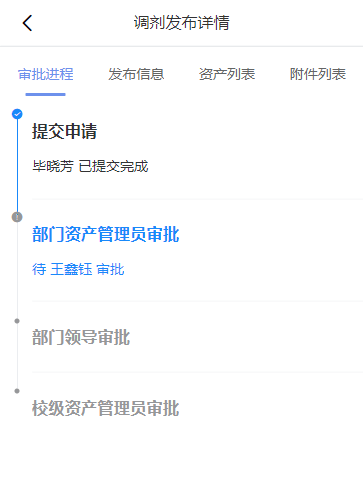 调剂发布详情
审批进程 发布信息 资产列表 附件列表
提交申请
毕晓芳 已提交完成
部门资产管理员审批
待 王鑫钰 审批
部门领导审批
校级资产管理员审批